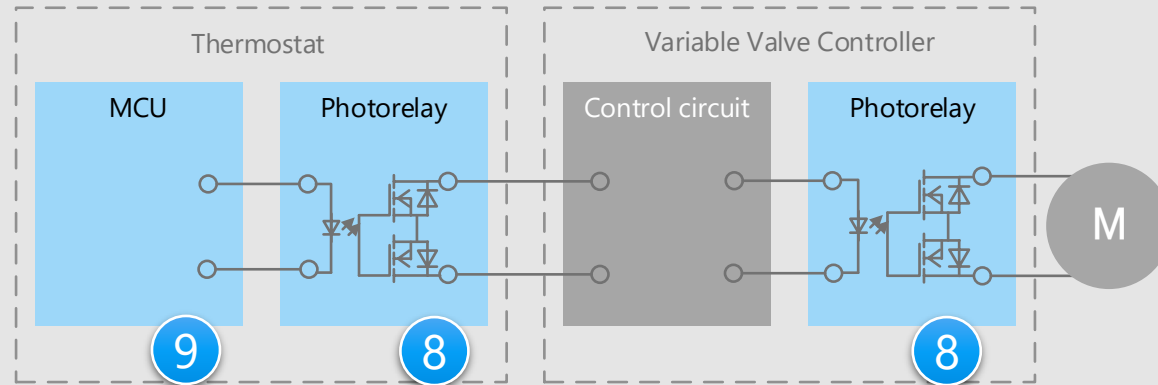 Thermostat
Variable Valve Controller
MCU
Photorelay
Control circuit
Photorelay
M
9
8
8